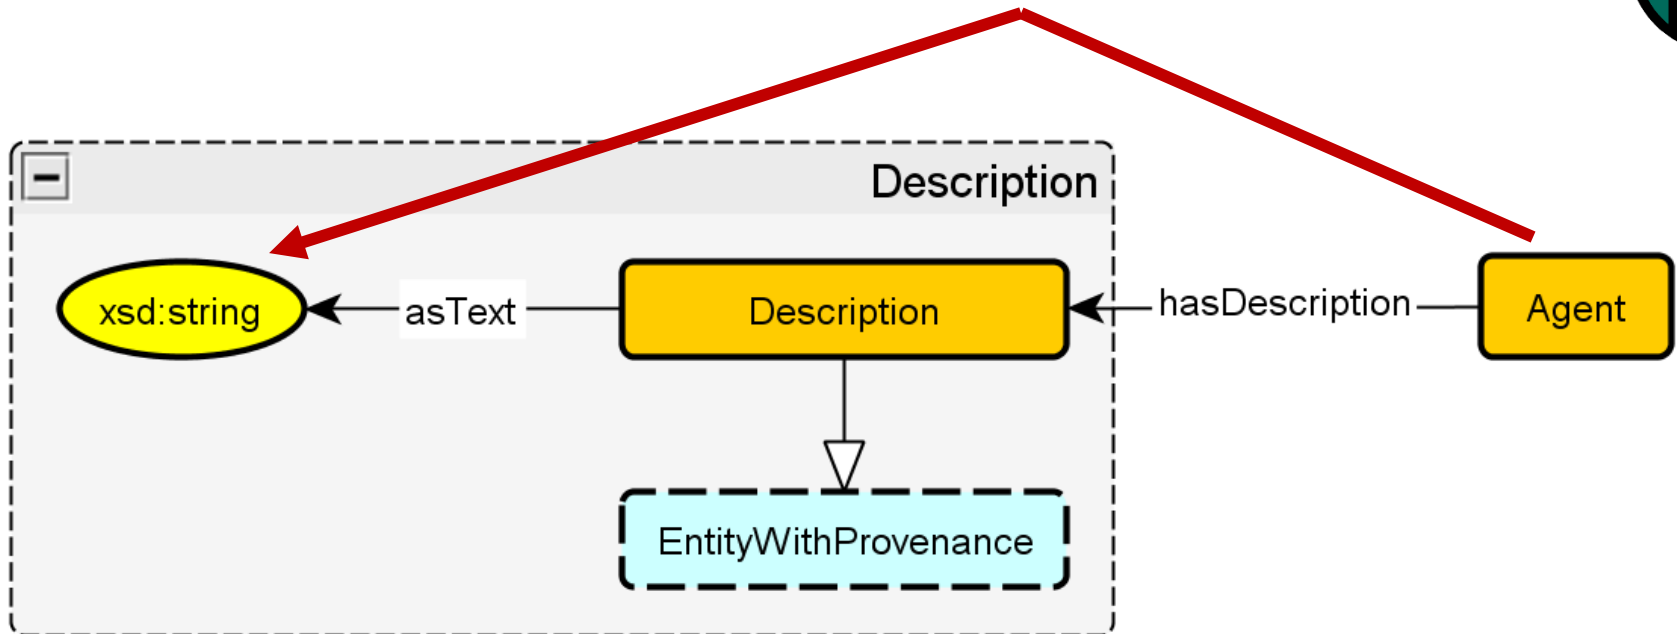 Description
xsd:string
asText
Description
hasDescription
Agent
EntityWithProvenance